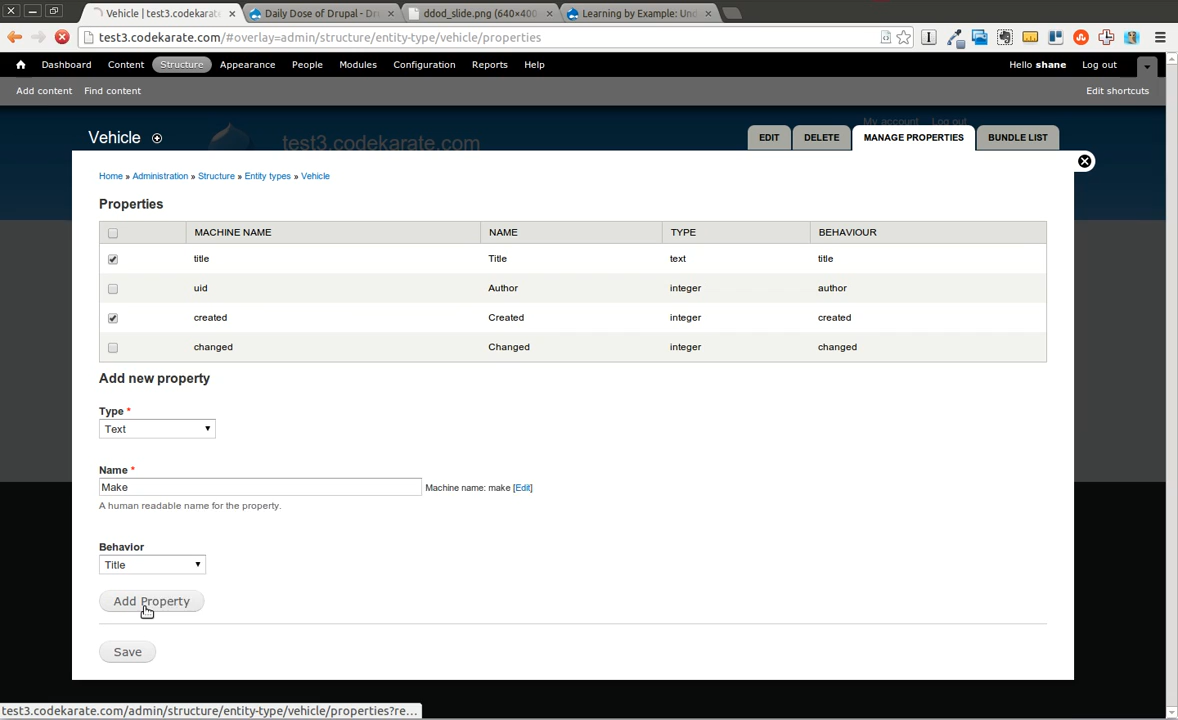 Vehicle | test3.codekarate
Daily Dose of Drupal - Dr
ddod_slide.png (640×400
Learning by Example: Und
test3.codekarate.com/#overlay=admin/structure/entity-type/vehicle/properties
Dashboard Content Structure Appearance People Modules Configuration Reports Help Hello shane Log out
Add content Find content Edit shortcuts
My account Log out
Vehicle
test3.codekarate.com
EDIT DELETE MANAGE PROPERTIES BUNDLE LIST
Home » Administration » Structure » Entity types » Vehicle
Properties
MACHINE NAME NAME TYPE BEHAVIOUR
title Title text title
uid Author integer author
created Created integer created
changed Changed integer changed
Add new property
Type *
Text
Name *
Make Machine name: make [Edit]
A human readable name for the property.
Behavior
Title
Add Property
Save
test3.codekarate.com/admin/structure/entity-type/vehicle/properties?re...